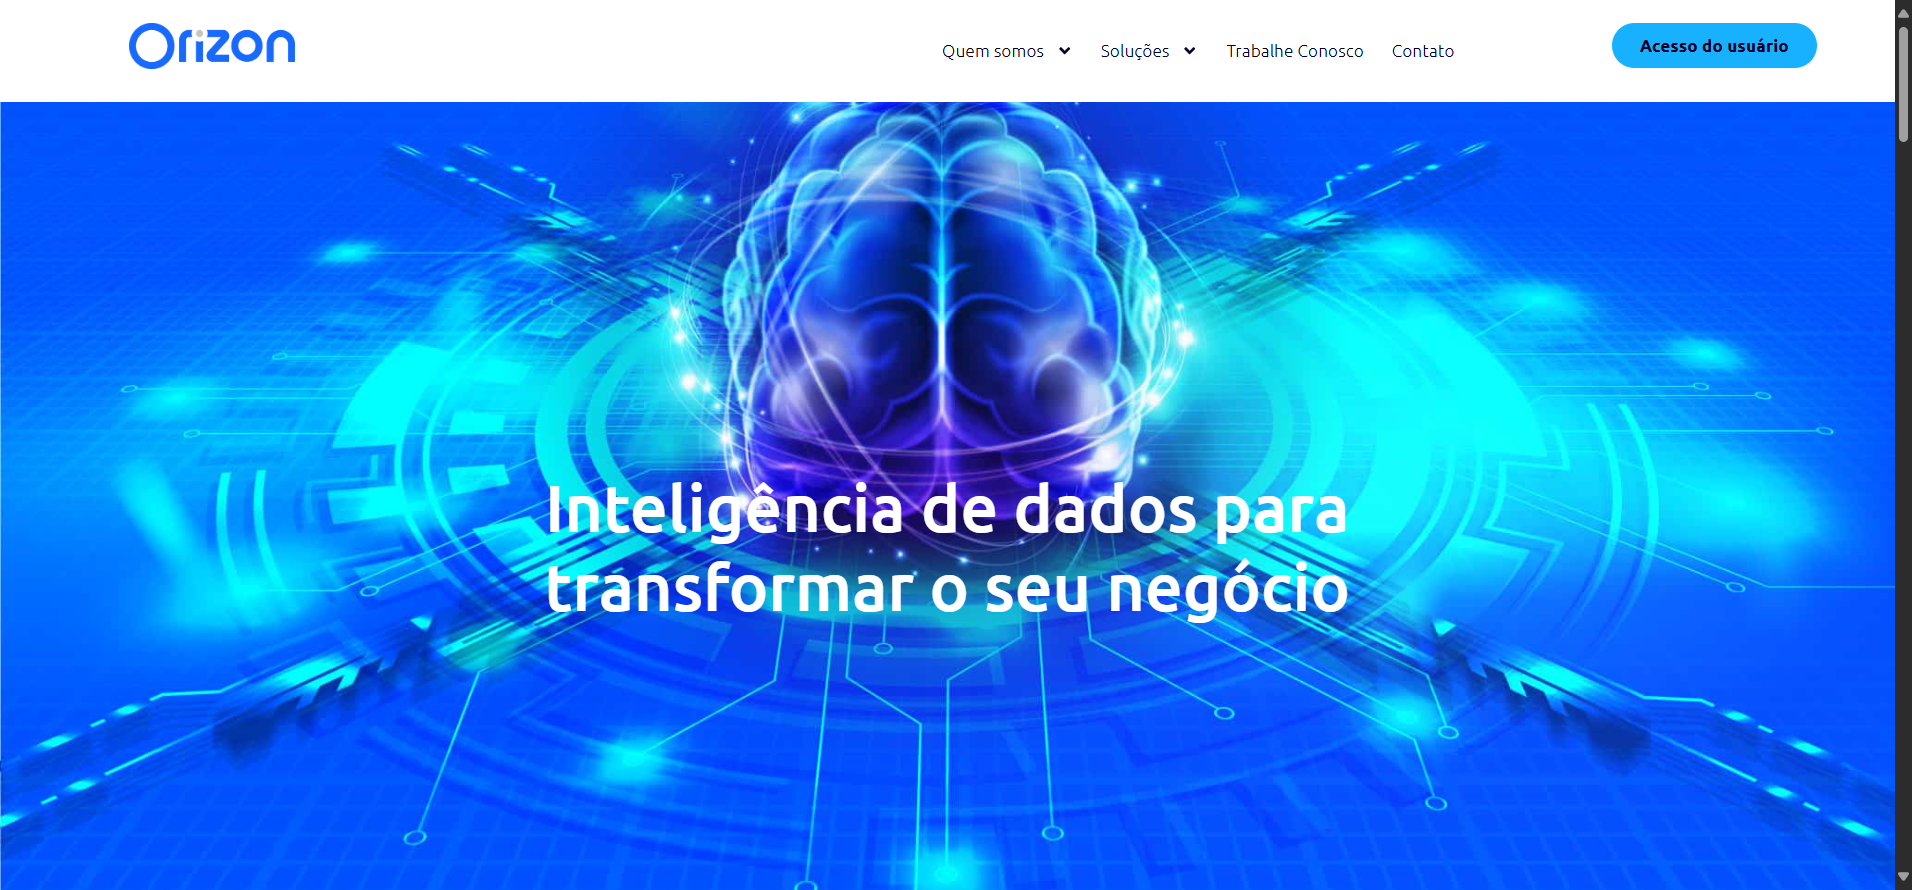 Orizon
Quem somos
Soluções
Trabalhe Conosco
Contato
Acesso do usuário
Inteligência de dados para
transformar o seu negócio